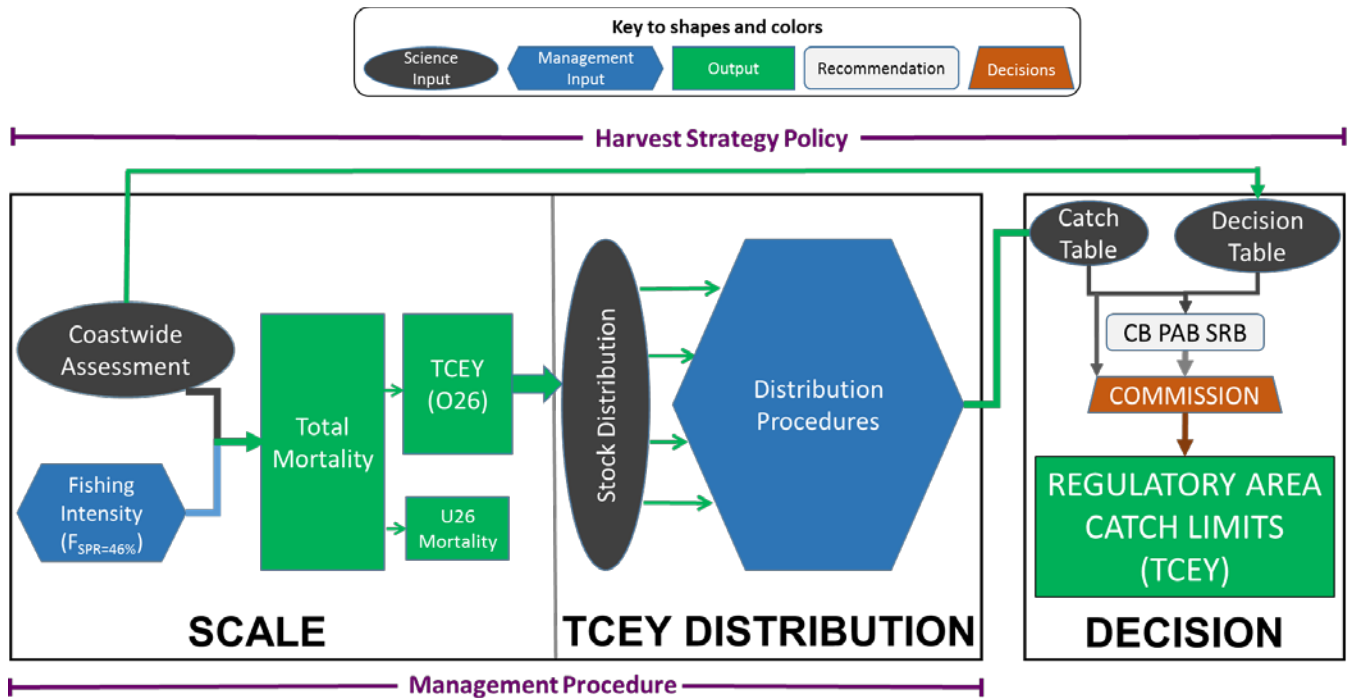 Key to shapes and colors
Science
Input
Management
Input
Output
Recommendation
Decisions
Harvest Strategy Policy
Coastwide
Assessment
Fishing
Intensity
(FSPR=46%)
Total
Mortality
TCEY
(O26)
U26
Mortality
SCALE
Stock Distribution
Distribution
Procedures
TCEY DISTRIBUTION
Catch
Table
Decision
Table
CB PAB SRB
COMMISSION
REGULATORY AREA
CATCH LIMITS
(TCEY)
DECISION
Management Procedure